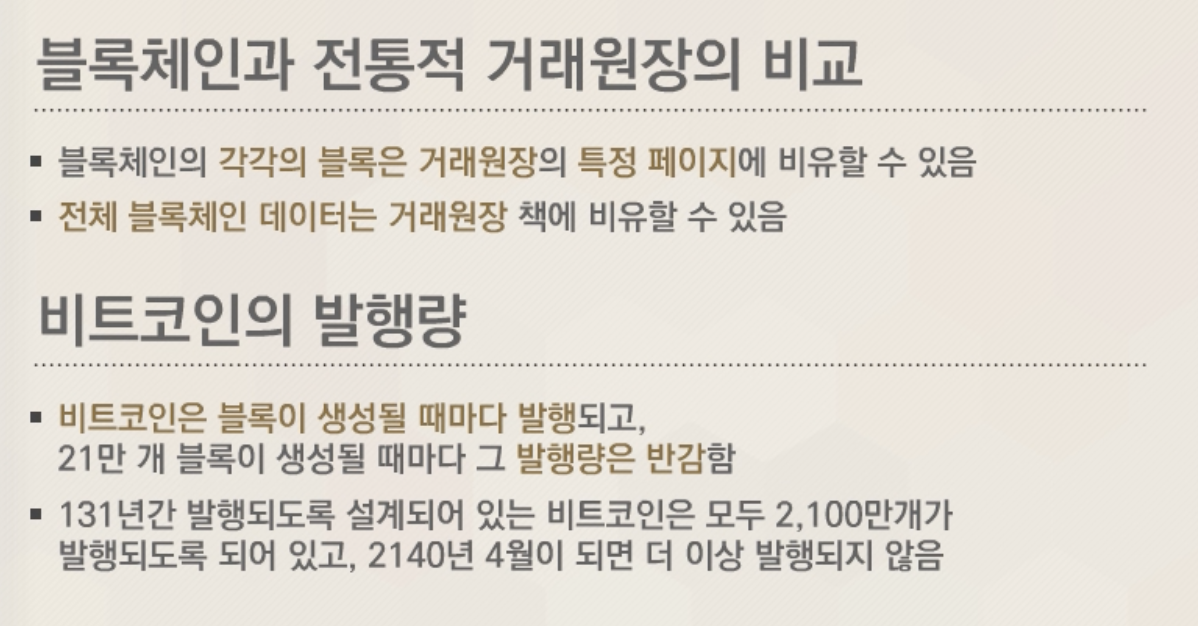 블록체인과 전통적 거래원장의 비교
▪ 블록체인의 각각의 블록은 거래원장의 특정 페이지에 비유할 수 있음
▪ 전체 블록체인 데이터는 거래원장 책에 비유할 수 있음
비트코인의 발행량
▪ 비트코인은 블록이 생성될 때마다 발행되고,
21만 개 블록이 생성될 때마다 그 발행량은 반감함
▪ 131년간 발행되도록 설계되어 있는 비트코인은 모두 2,100만개가
발행되도록 되어 있고, 2140년 4월이 되면 더 이상 발행되지 않음